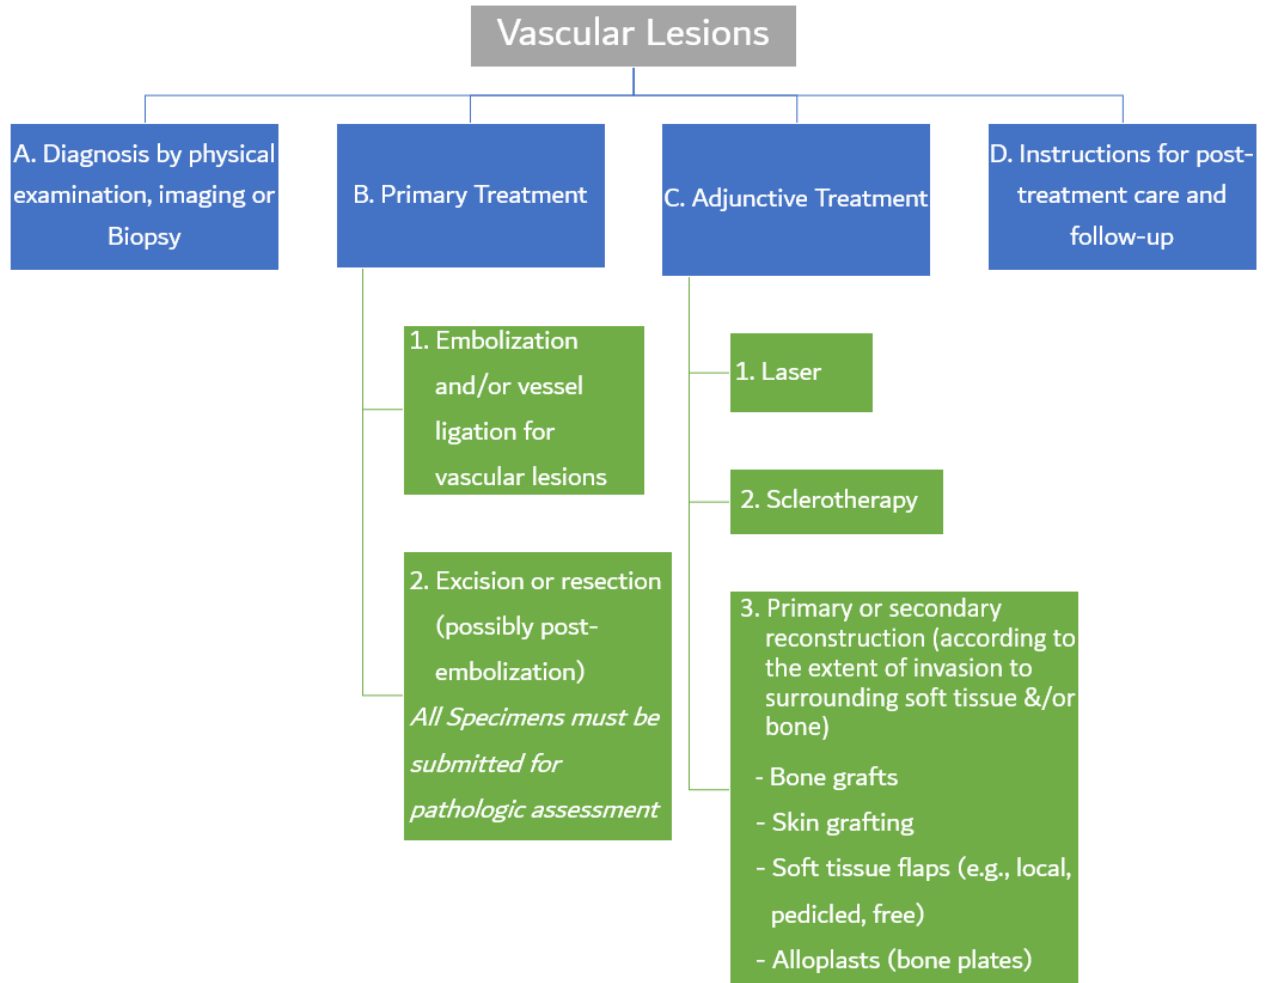 Vascular Lesions
A. Diagnosis by physical
examination, imaging or
Biopsy
B. Primary Treatment
1. Embolization
and/or vessel
ligation for
vascular lesions
2. Excision or resection
(possibly post-
embolization)
All Specimens must be
submitted for
pathologic assessment
C. Adjunctive Treatment
1. Laser
2. Sclerotherapy
3. Primary or secondary
reconstruction (according to
the extent of invasion to
surrounding soft tissue &/or
bone)
- Bone grafts
- Skin grafting
- Soft tissue flaps (e.g., local,
pedicled, free)
- Alloplasts (bone plates)
D. Instructions for post-
treatment care and
follow-up